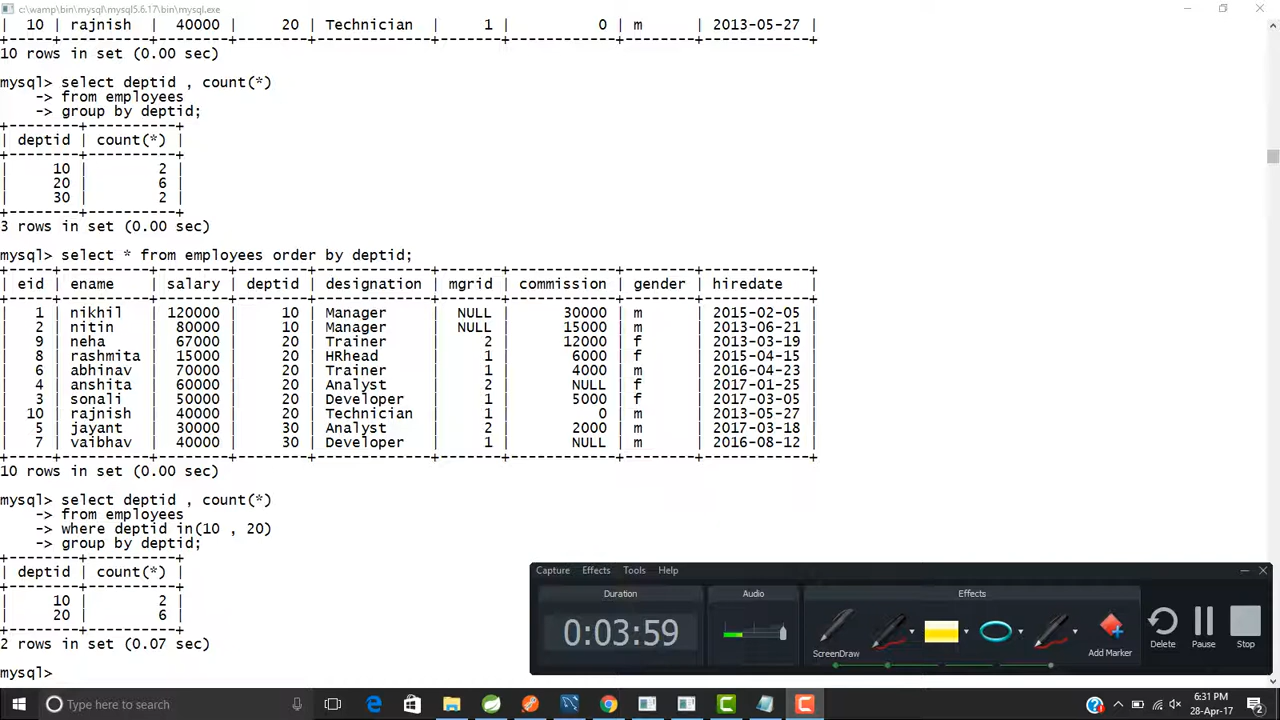 c:\wamp\bin\mysql\mysql5.6.17\bin\mysql.exe
|   10 | rajnish  |  40000 |     20 | Technician  |     1 |          0 | m      | 2013-05-27 |
+------+----------+--------+--------+-------------+-------+------------+--------+------------+
10 rows in set (0.00 sec)
mysql> select deptid , count(*)
    -> from employees
    -> group by deptid;
+--------+----------+
| deptid | count(*) |
+--------+----------+
|     10 |        2 |
|     20 |        6 |
|     30 |        2 |
+--------+----------+
3 rows in set (0.00 sec)
mysql> select * from employees order by deptid;
+------+----------+--------+--------+-------------+-------+------------+--------+------------+
| eid  | ename    | salary | deptid | designation | mgrid | commission | gender | hiredate   |
+------+----------+--------+--------+-------------+-------+------------+--------+------------+
|    1 | nikhil   | 120000 |     10 | Manager     |  NULL |      30000 | m      | 2015-02-05 |
|    2 | nitin    |  80000 |     10 | Manager     |  NULL |      15000 | m      | 2013-06-21 |
|    9 | neha     |  67000 |     20 | Trainer     |     2 |      12000 | f      | 2013-03-19 |
|    8 | rashmita |  15000 |     20 | HRhead      |     1 |       6000 | f      | 2015-04-15 |
|    6 | abhinav  |  70000 |     20 | Trainer     |     1 |       4000 | m      | 2016-04-23 |
|    4 | anshita  |  60000 |     20 | Analyst     |     2 |       NULL | f      | 2017-01-25 |
|    3 | sonali   |  50000 |     20 | Developer   |     1 |       5000 | f      | 2017-03-05 |
|   10 | rajnish  |  40000 |     20 | Technician  |     1 |          0 | m      | 2013-05-27 |
|    5 | jayant   |  30000 |     30 | Analyst     |     2 |       2000 | m      | 2017-03-18 |
|    7 | vaibhav  |  40000 |     30 | Developer   |     1 |       NULL | m      | 2016-08-12 |
+------+----------+--------+--------+-------------+-------+------------+--------+------------+
10 rows in set (0.00 sec)
mysql> select deptid , count(*)
    -> from employees
    -> where deptid in(10 , 20)
    -> group by deptid;
+--------+----------+
| deptid | count(*) |
+--------+----------+
|     10 |        2 |
|     20 |        6 |
+--------+----------+
2 rows in set (0.07 sec)
mysql>
Capture Effects Tools Help
Duration Audio Effects
0:03:59
ScreenDraw Add Marker Delete Pause Stop
Type here to search
6:31 PM
28-Apr-17
2